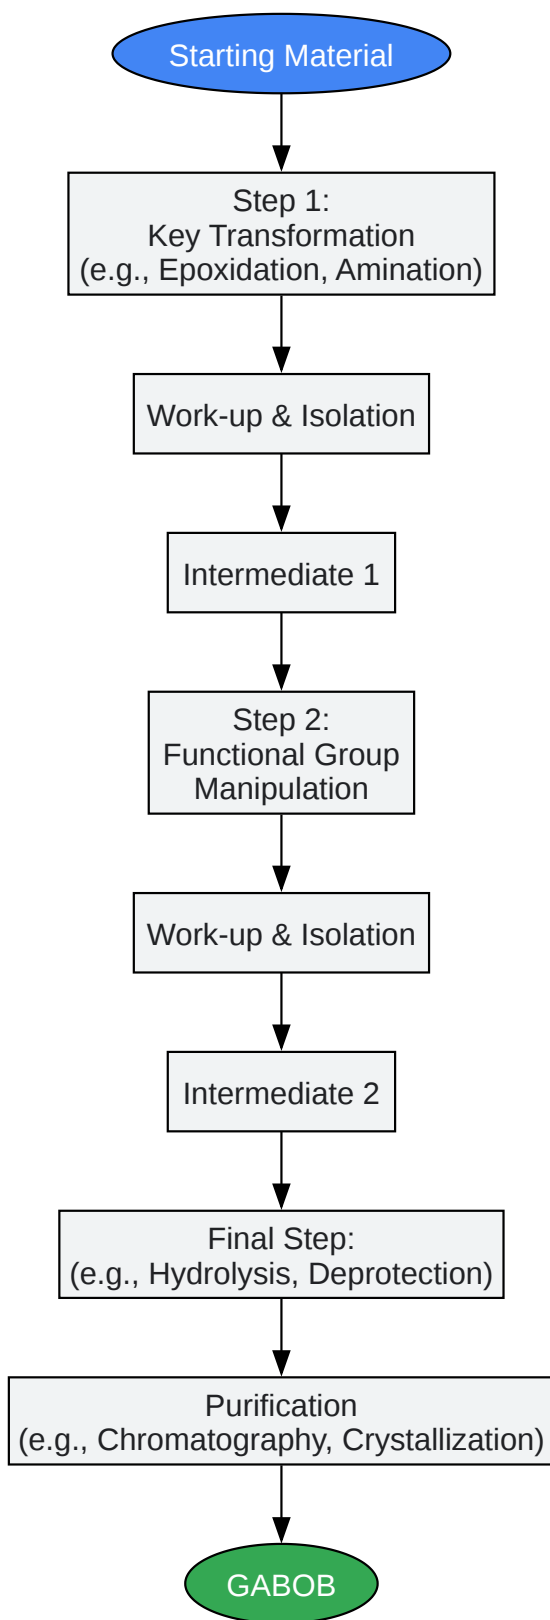 Starting Material
Step 1:
Key Transformation
(e.g., Epoxidation, Amination)
Work-up & Isolation
Intermediate 1
Step 2:
Functional Group
Manipulation
Work-up & Isolation
Intermediate 2
Final Step:
(e.g., Hydrolysis, Deprotection)
Purification
(e.g., Chromatography, Crystallization)
GABOB